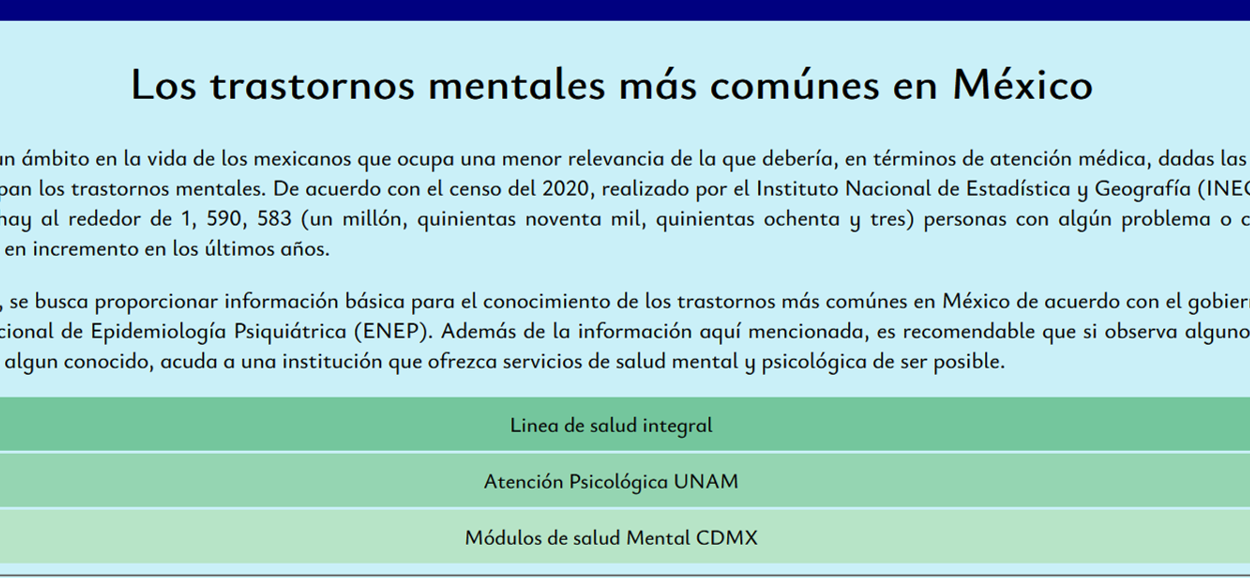 Los trastornos mentales más comúnes en México
un ámbito en la vida de los mexicanos que ocupa una menor relevancia de la que debería, en términos de atención médica, dadas las
pan los trastornos mentales. De acuerdo con el censo del 2020, realizado por el Instituto Nacional de Estadística y Geografía (INEG
hay al rededor de 1, 590, 583 (un millón, quinientas noventa mil, quinientas ochenta y tres) personas con algún problema o c
en incremento en los últimos años.
, se busca proporcionar información básica para el conocimiento de los trastornos más comúnes en México de acuerdo con el gobier
cional de Epidemiología Psiquiátrica (ENEP). Además de la información aquí mencionada, es recomendable que si observa alguno
algun conocido, acuda a una institución que ofrezca servicios de salud mental y psicológica de ser posible.
Linea de salud integral
Atención Psicológica UNAM
Módulos de salud Mental CDMX